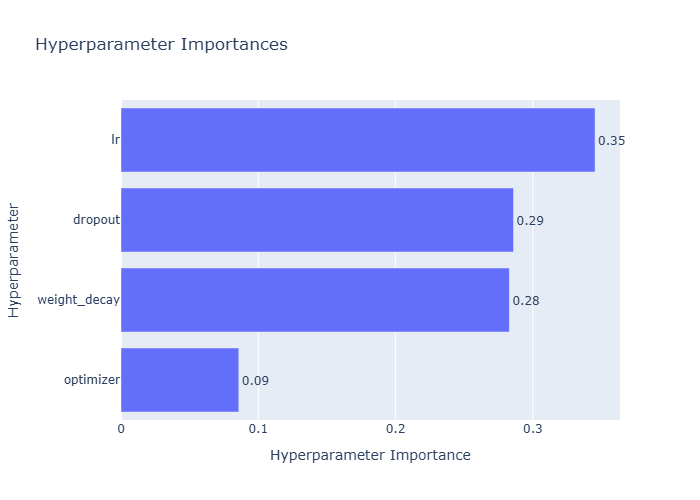 Hyperparameter Importances
Hyperparameter
lr
0.35
dropout
0.29
weight_decay
0.28
optimizer
0.09
0
0.1
0.2
0.3
Hyperparameter Importance